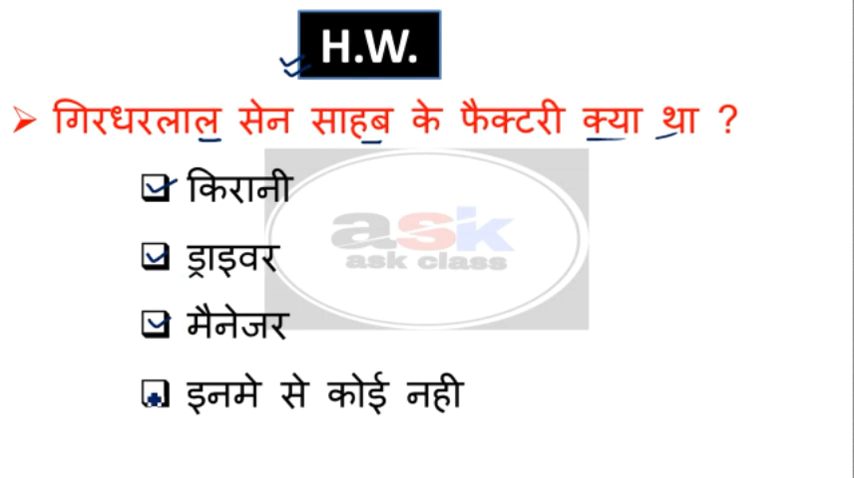 H.W.
गिरधरलाल सेन साहब के फैक्टरी क्या था ?
किरानी
ड्राइवर
मैनेजर
इनमे से कोई नही
ask
ask class